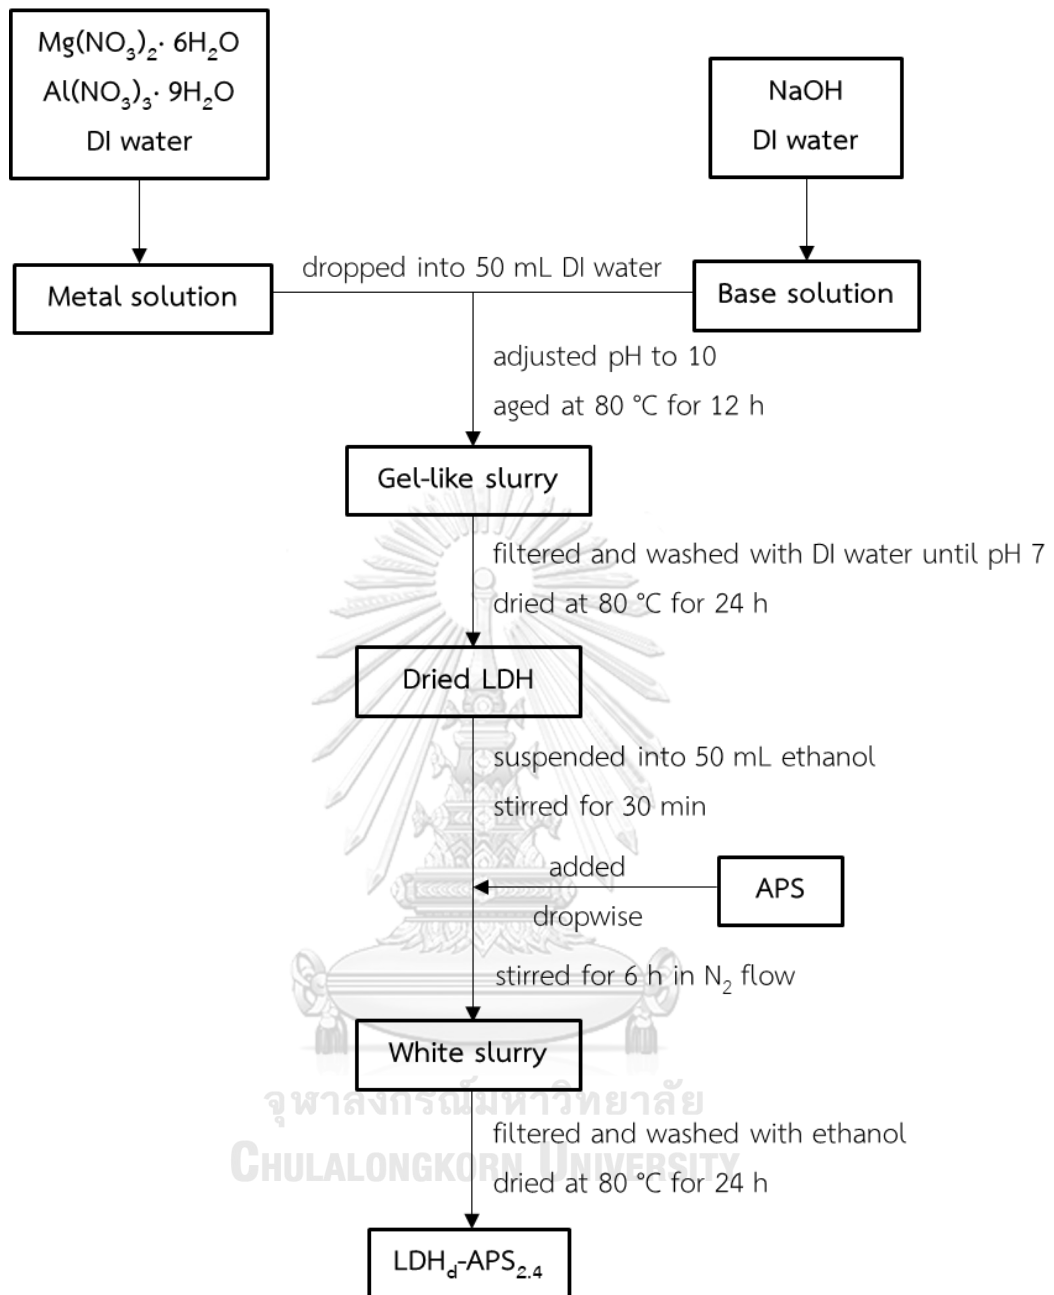 Mg(NO₃)₂· 6H₂O
Al(NO₃)₃· 9H₂O
DI water
NaOH
DI water
Metal solution
dropped into 50 mL DI water
Base solution
adjusted pH to 10
aged at 80 °C for 12 h
Gel-like slurry
filtered and washed with DI water until pH 7
dried at 80 °C for 24 h
Dried LDH
suspended into 50 mL ethanol
stirred for 30 min
added
dropwise
APS
stirred for 6 h in N₂ flow
White slurry
จุฬาลงกรณ์มหาวิทยาลัย
filtered and washed with ethanol
CHULALONGKORN UNIVERSITY
dried at 80 °C for 24 h
LDH_d-APS₂.₄